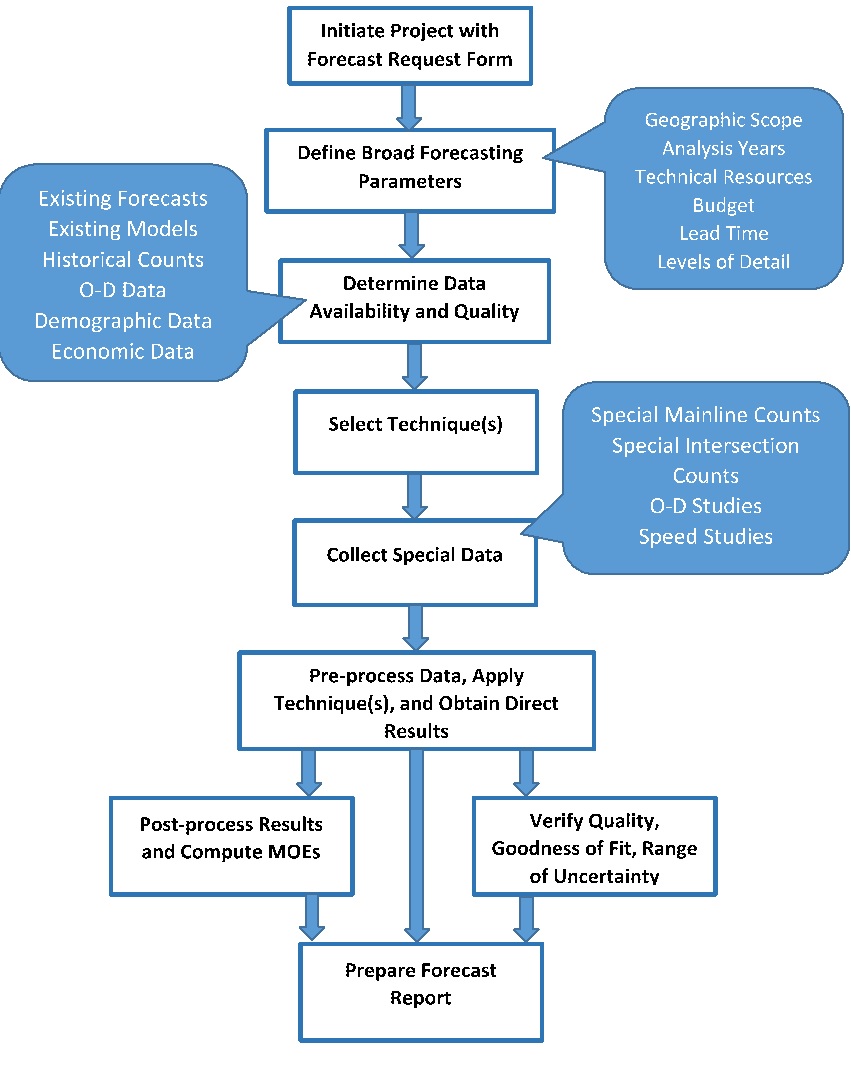 Initiate Project with
Forecast Request Form
Define Broad Forecasting
Parameters
Geographic Scope
Analysis Years
Technical Resources
Budget
Lead Time
Levels of Detail
Existing Forecasts
Existing Models
Historical Counts
O-D Data
Demographic Data
Economic Data
Determine Data
Availability and Quality
Select Technique(s)
Special Mainline Counts
Special Intersection
Counts
O-D Studies
Speed Studies
Collect Special Data
Pre-process Data, Apply
Technique(s), and Obtain Direct
Results
Post-process Results
and Compute MOEs
Verify Quality,
Goodness of Fit, Range
of Uncertainty
Prepare Forecast
Report